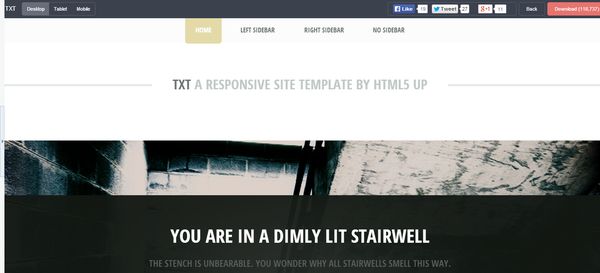 TXT Desktop Tablet Mobile Like 19 Tweet 27 +1 11 Back Download (116,737)
HOME LEFT SIDEBAR RIGHT SIDEBAR NO SIDEBAR
TXT A RESPONSIVE SITE TEMPLATE BY HTML5 UP
YOU ARE IN A DIMLY LIT STAIRWELL
THE STENCH IS UNBEARABLE. YOU WONDER WHY ALL STAIRWELLS SMELL THIS WAY.